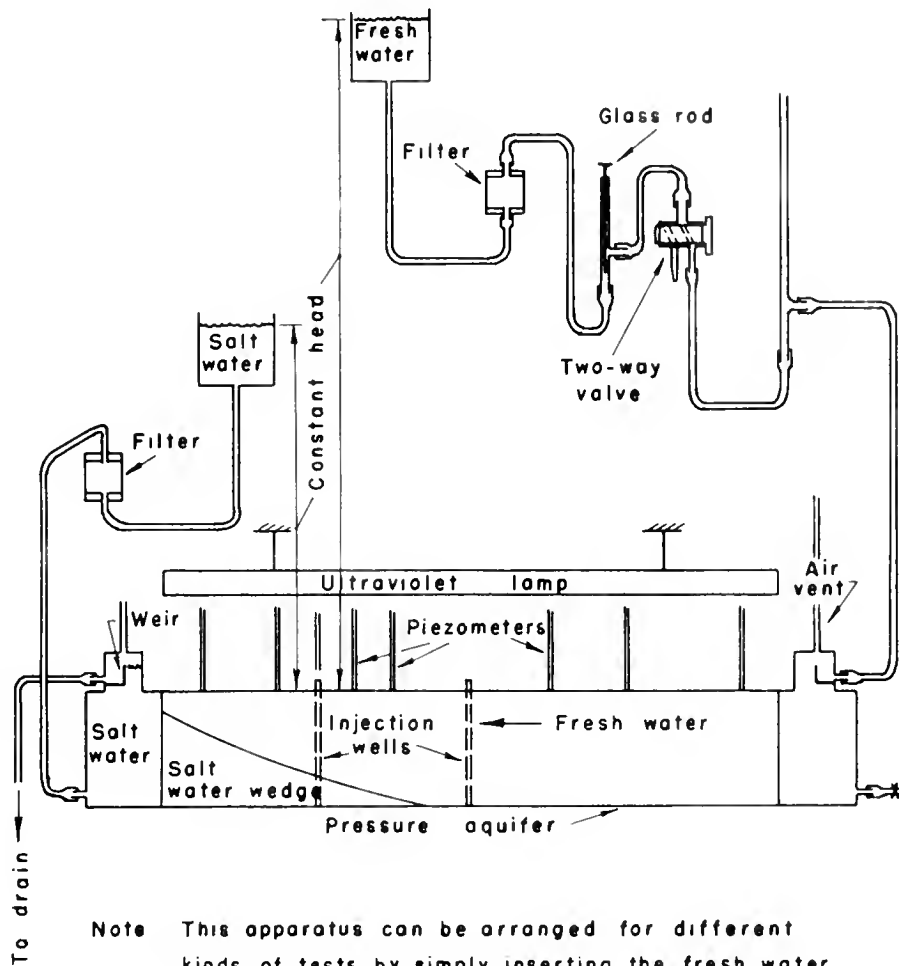 Fresh
water
Glass rod
Filter
Constant head
Salt
water
Two-way
valve
Filter
Ultraviolet lamp
Air
vent
Weir
Piezometers
Salt
water
Injection
wells
Fresh water
Salt
water wedge
Pressure aquifer
To drain
Note This apparatus can be arranged for different
kinds of tests by simply inserting the fresh water